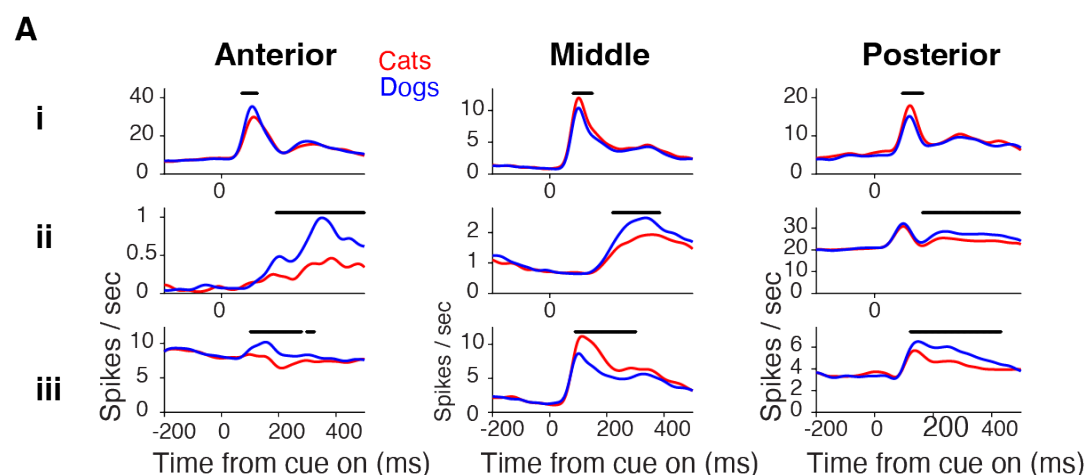 A
Anterior Middle Posterior
Cats
Dogs
i
40
20
0
0
10
5
0
0
20
10
0
0
ii
1
0.5
0
0
2
1
0
0
30
20
10
0
0
iii
10
5
0
-200 0 200 400
10
5
0
-200 0 200 400
6
4
2
0
-200 0 200 400
Spikes / sec
Spikes / sec
Spikes / sec
Time from cue on (ms) Time from cue on (ms) Time from cue on (ms)